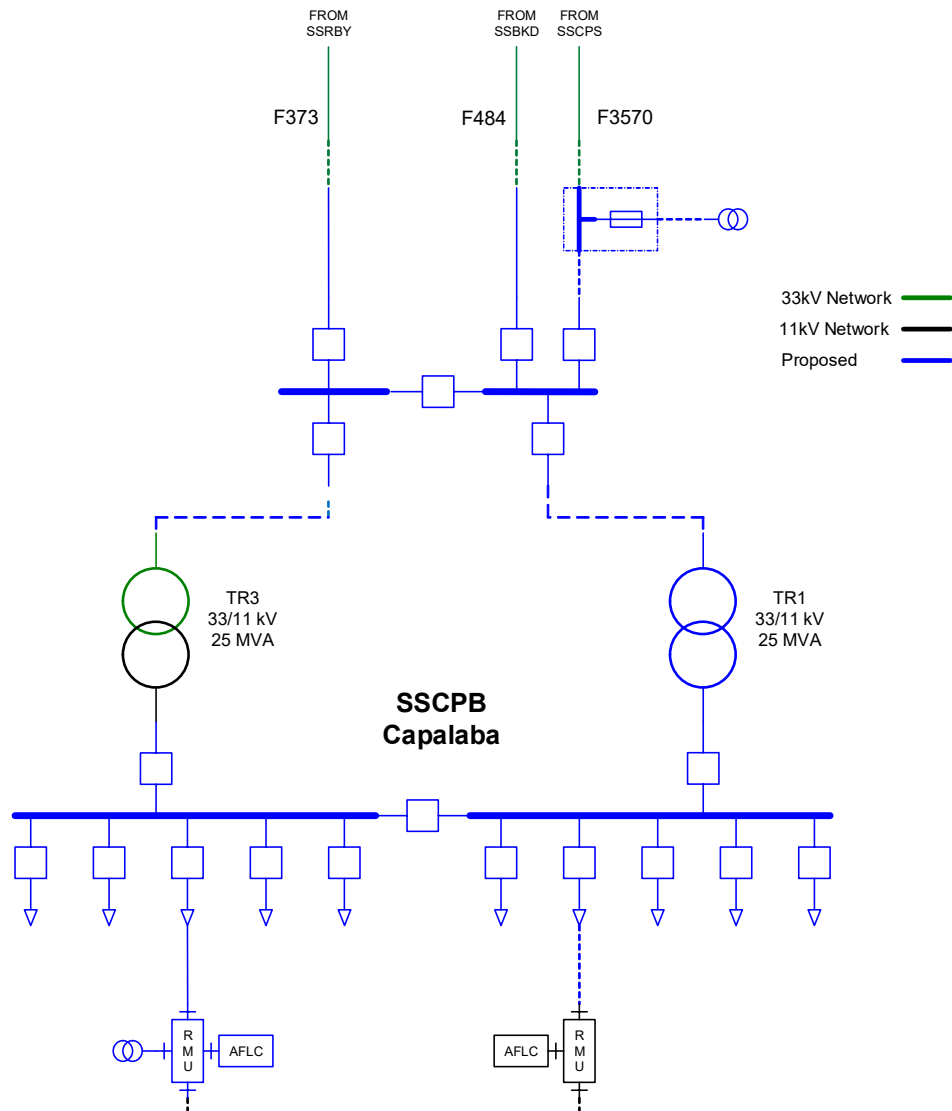 FROM
SSRBY
FROM
SSBKD
FROM
SSCPS
F373
F484
F3570
33kV Network
11kV Network
Proposed
TR3
33/11 kV
25 MVA
TR1
33/11 kV
25 MVA
SSCPB
Capalaba
R
M
U
AFLC
AFLC
R
M
U